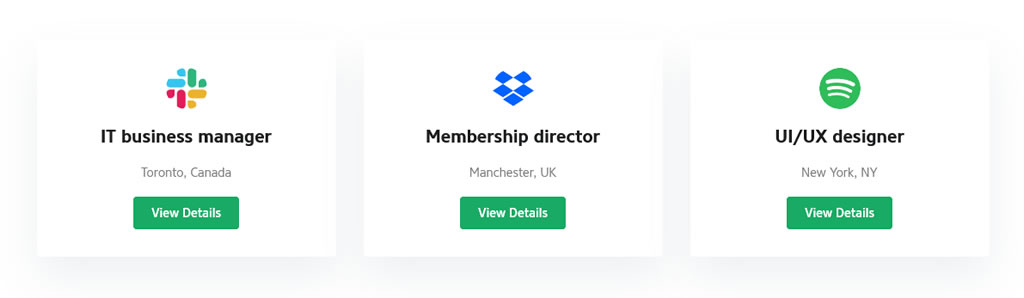 IT business manager
Toronto, Canada
View Details
Membership director
Manchester, UK
View Details
UI/UX designer
New York, NY
View Details